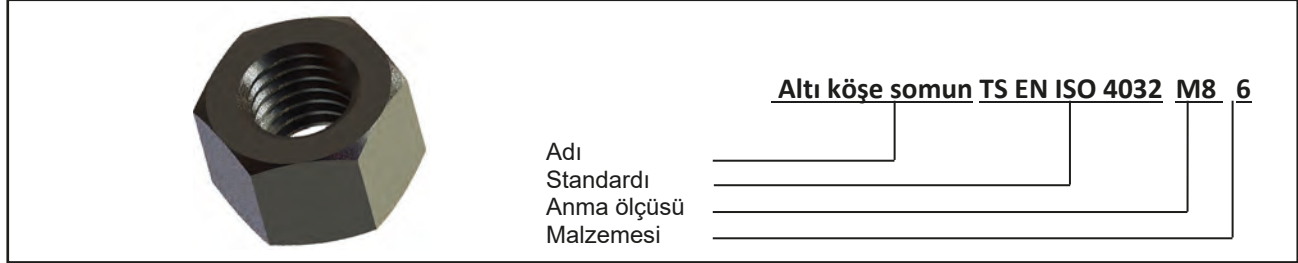 Altı köşe somun TS EN ISO 4032 M8 6
Adı
Standardı
Anma ölçüsü
Malzemesi